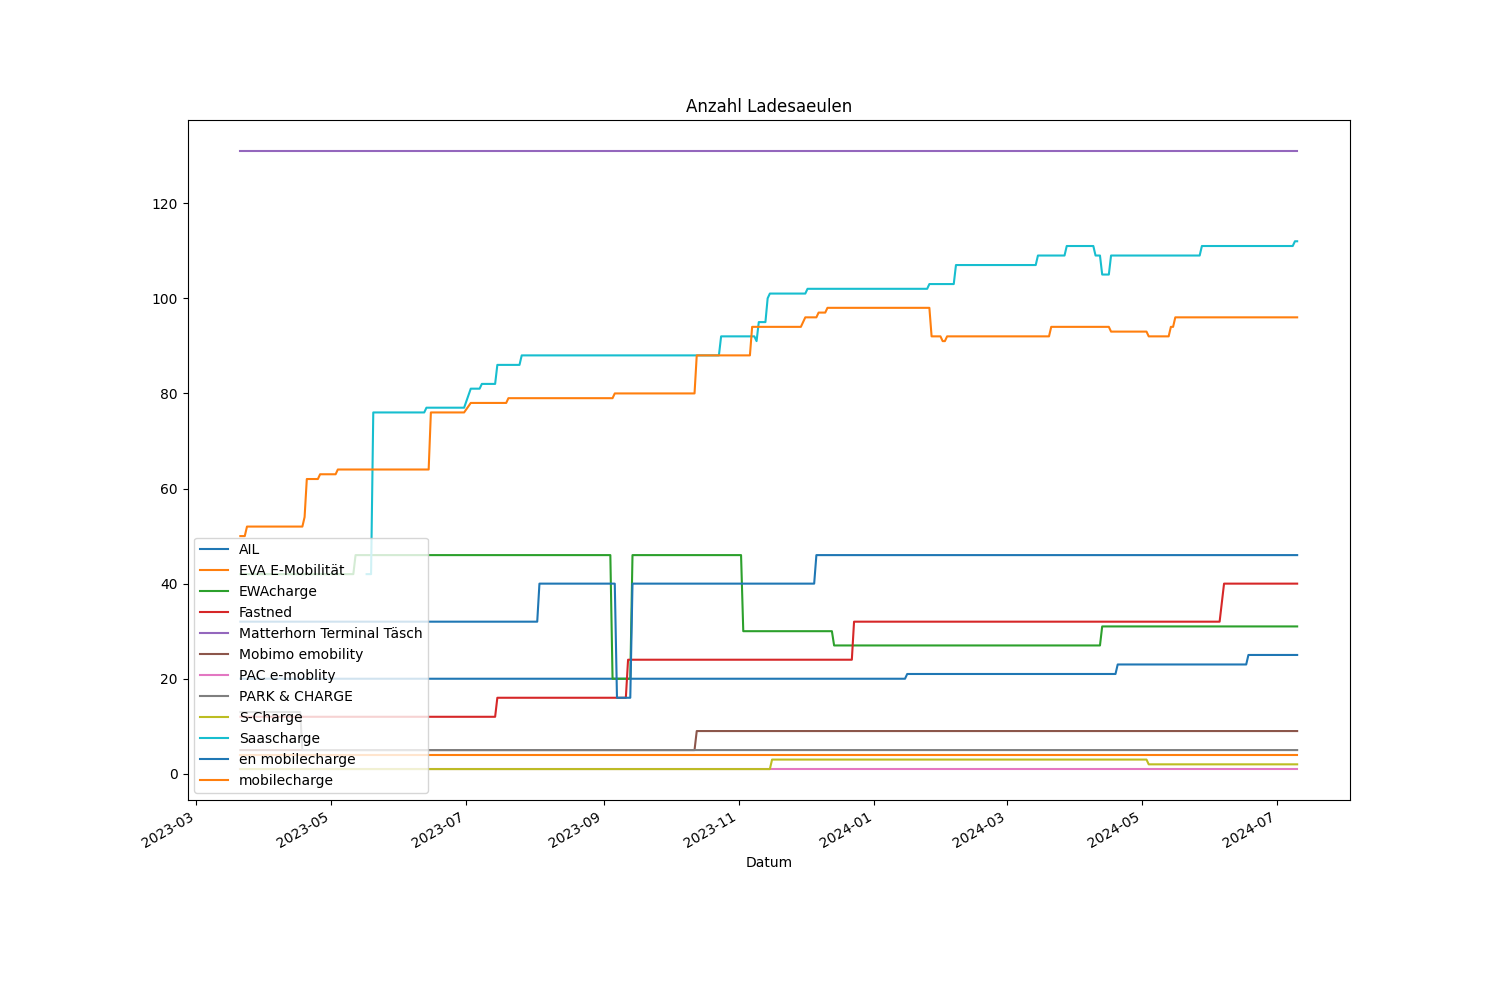 Anzahl Ladesaeulen
120
100
80
60
40
20
0
AIL
EVA E-Mobilität
EWAcharge
Fastned
Matterhorn Terminal Täsch
Mobimo emobility
PAC e-moblity
PARK & CHARGE
S-Charge
Saascharge
en mobilecharge
mobilecharge
2023-03
2023-05
2023-07
2023-09
2023-11
2024-01
2024-03
2024-05
2024-07
Datum